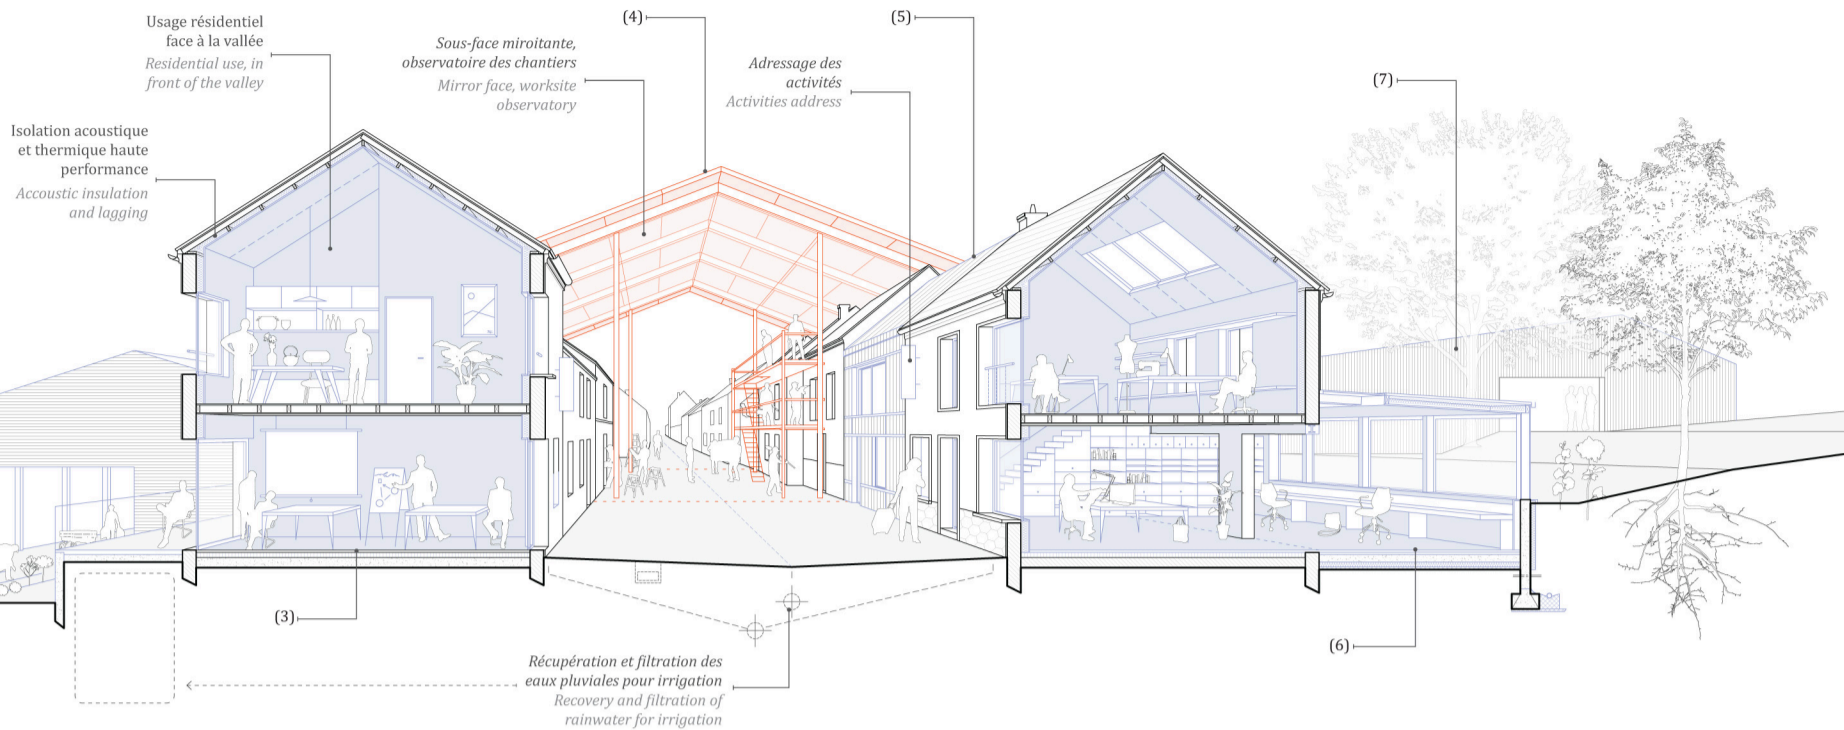 Usage résidentiel
face à la vallée
Residential use, in
front of the valley
Isolation acoustique
et thermique haute
performance
Accoustic insulation
and lagging
Sous-face miroitante,
observatoire des chantiers
Mirror face, worksite
observatory
(4)
Adressage des
activités
Activities address
(5)
(7)
(3)
Récupération et filtration des
eaux pluviales pour irrigation
Recovery and filtration of
rainwater for irrigation
(6)